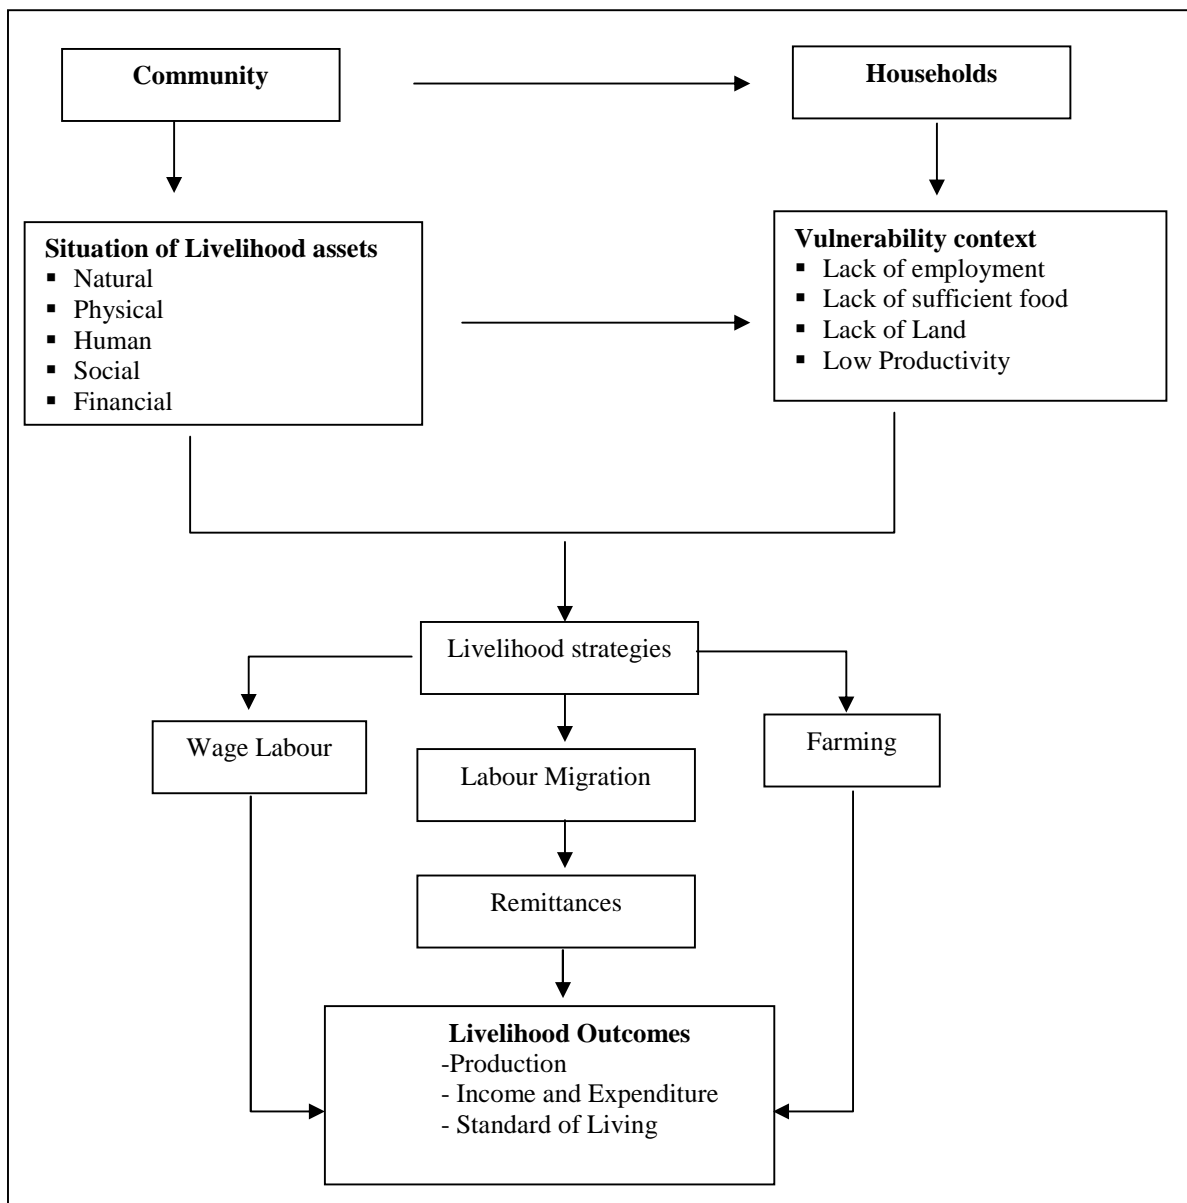 Community
Households
Situation of Livelihood assets
▪ Natural
▪ Physical
▪ Human
▪ Social
▪ Financial
Vulnerability context
▪ Lack of employment
▪ Lack of sufficient food
▪ Lack of Land
▪ Low Productivity
Livelihood strategies
Wage Labour
Labour Migration
Farming
Remittances
Livelihood Outcomes
-Production
- Income and Expenditure
- Standard of Living